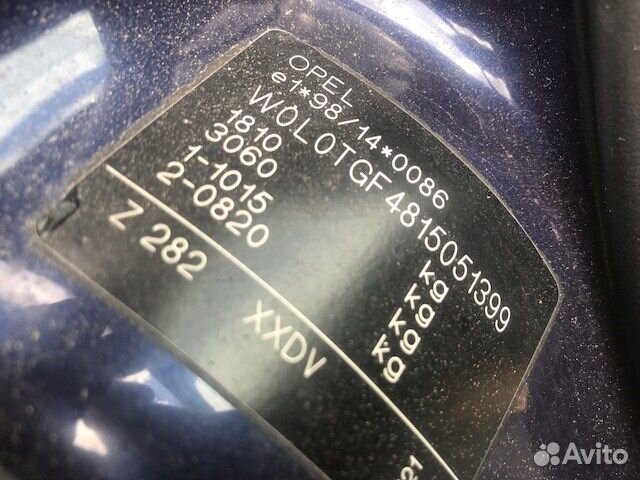 OPEL
e1*98/14*0086
W0L0TGF4815051399
1810 kg
3060 kg
1-1015 kg
2-0820 kg
Z 282 XXDV
21
Avito